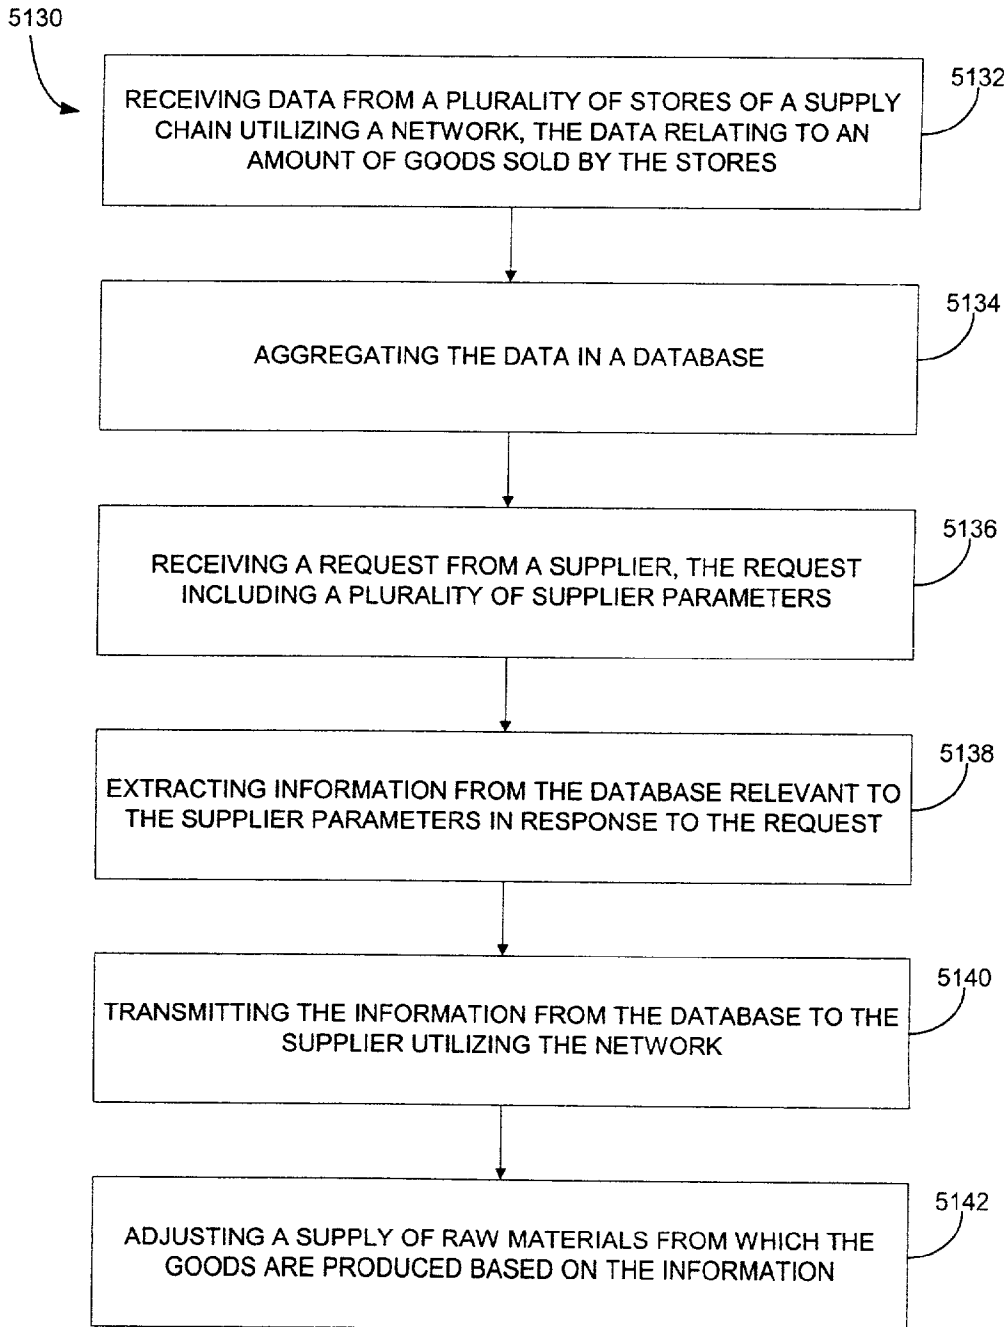 5130
5132
RECEIVING DATA FROM A PLURALITY OF STORES OF A SUPPLY
CHAIN UTILIZING A NETWORK, THE DATA RELATING TO AN
AMOUNT OF GOODS SOLD BY THE STORES
5134
AGGREGATING THE DATA IN A DATABASE
5136
RECEIVING A REQUEST FROM A SUPPLIER, THE REQUEST
INCLUDING A PLURALITY OF SUPPLIER PARAMETERS
5138
EXTRACTING INFORMATION FROM THE DATABASE RELEVANT TO
THE SUPPLIER PARAMETERS IN RESPONSE TO THE REQUEST
5140
TRANSMITTING THE INFORMATION FROM THE DATABASE TO THE
SUPPLIER UTILIZING THE NETWORK
5142
ADJUSTING A SUPPLY OF RAW MATERIALS FROM WHICH THE
GOODS ARE PRODUCED BASED ON THE INFORMATION